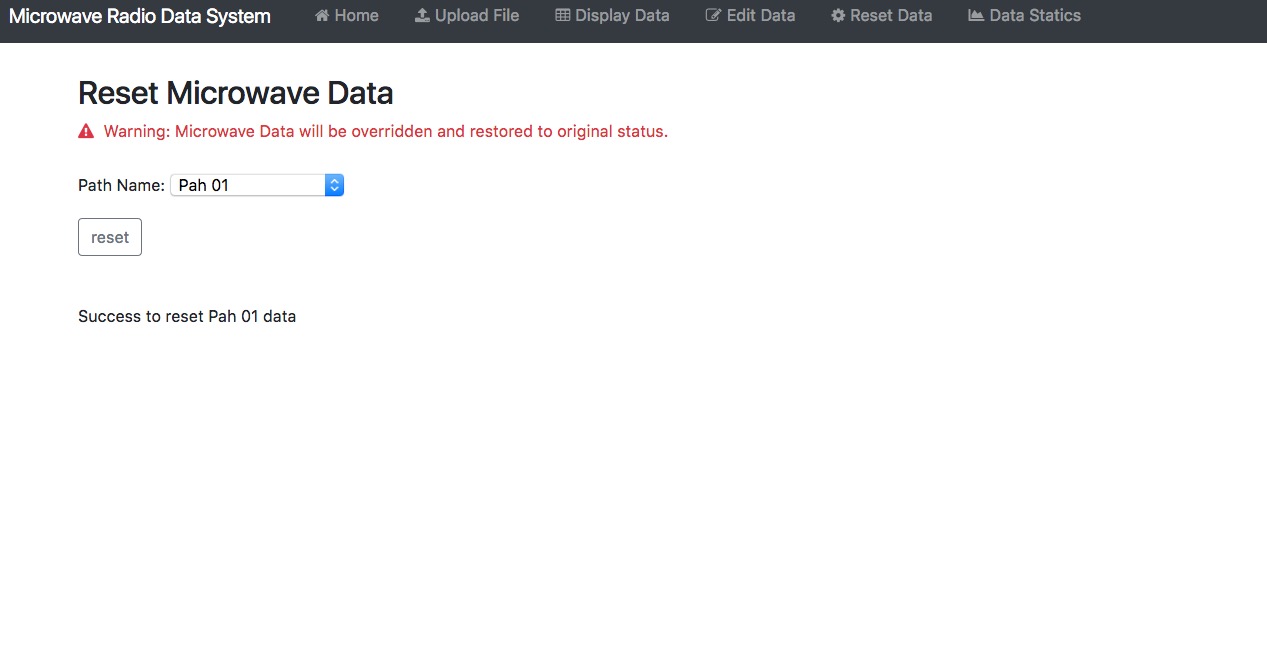 Microwave Radio Data System Home Upload File Display Data Edit Data Reset Data Data Statics
Reset Microwave Data
Warning: Microwave Data will be overridden and restored to original status.
Path Name: Pah 01
reset
Success to reset Pah 01 data